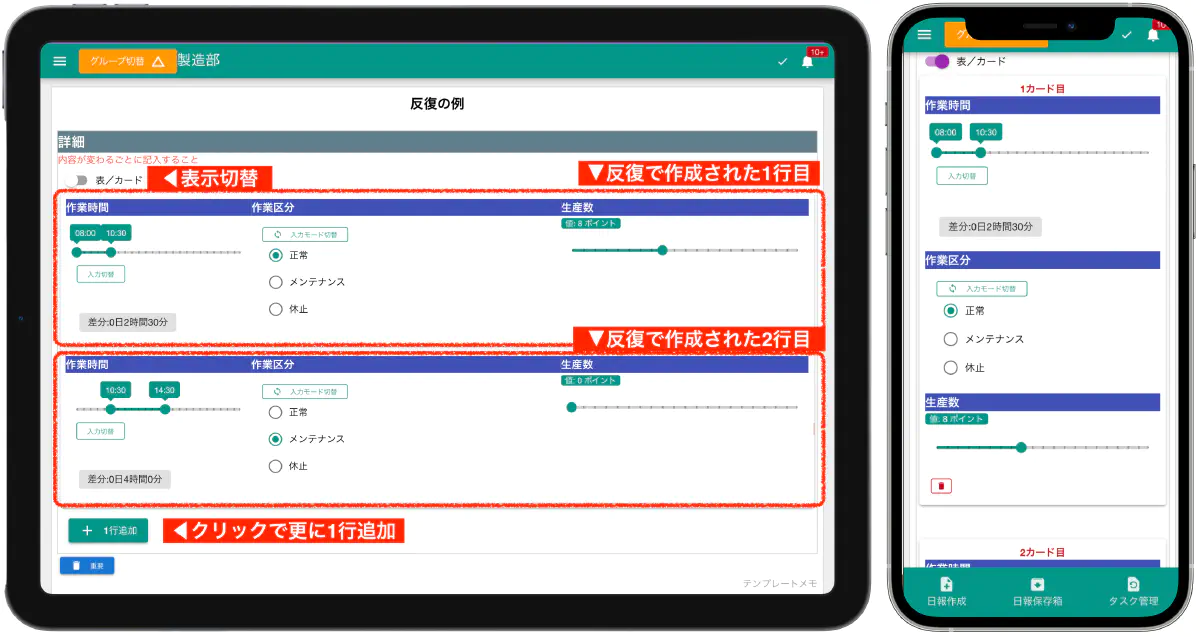 グループ切替
製造部
10+
反復の例
詳細
内容が変わるごとに記入すること
表／カード
◀表示切替
▼反復で作成された1行目
作業時間
作業区分
生産数
08:00
10:30
入力モード切替
値: 8 ポイント
正常
入力切替
メンテナンス
休止
差分:0日2時間30分
▼反復で作成された2行目
作業時間
作業区分
生産数
10:30
14:30
入力モード切替
値: 0 ポイント
正常
入力切替
メンテナンス
休止
差分:0日4時間0分
＋ 1行追加
◀クリックで更に1行追加
テンプレートメモ
10
表／カード
1カード目
作業時間
08:00
10:30
入力切替
差分:0日2時間30分
作業区分
入力モード切替
正常
メンテナンス
休止
生産数
値: 8 ポイント
2カード目
作業時間
日報作成
日報保存箱
タスク管理